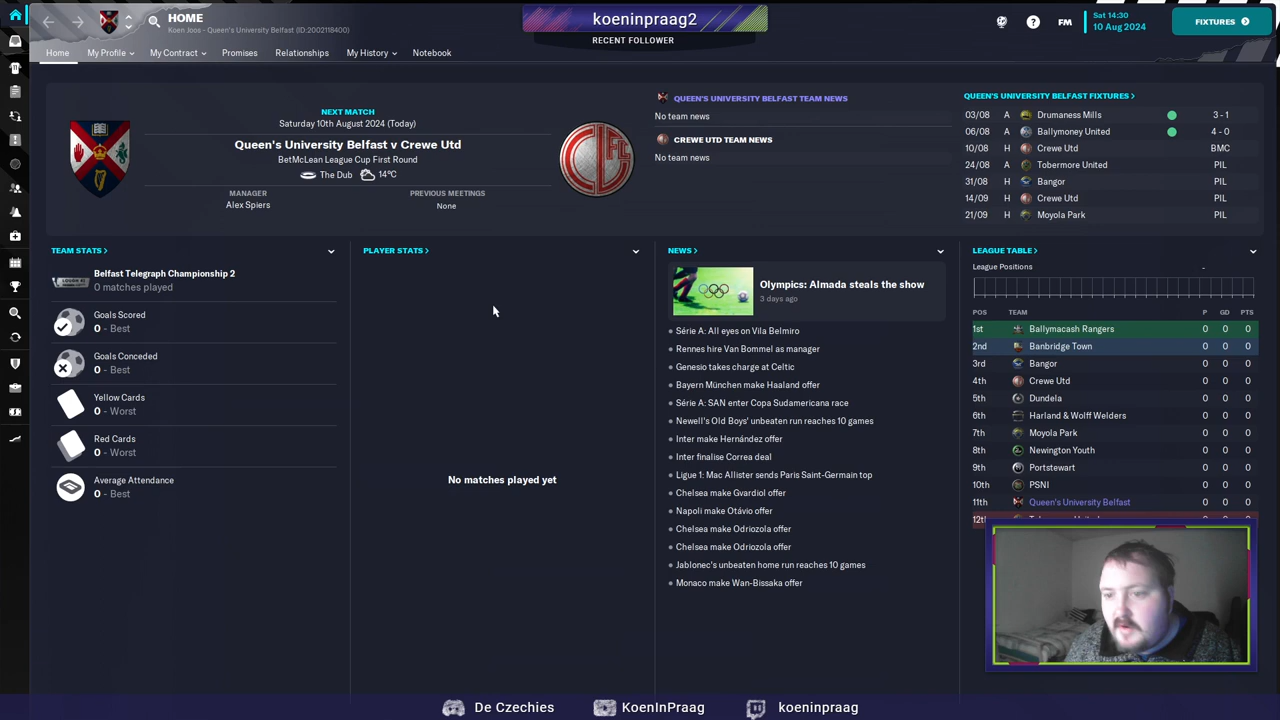 HOME
Koen Joos - Queen's University Belfast (ID:2002118400)
koeninpraag2
RECENT FOLLOWER
FM
Sat 14:30
10 Aug 2024
FIXTURES
Home
My Profile
My Contract
Promises
Relationships
My History
Notebook
NEXT MATCH
Saturday 10th August 2024 (Today)
Queen's University Belfast v Crewe Utd
BetMcLean League Cup First Round
The Dub
14°C
MANAGER
Alex Spiers
PREVIOUS MEETINGS
None
QUEEN'S UNIVERSITY BELFAST TEAM NEWS
No team news
CREWE UTD TEAM NEWS
No team news
QUEEN'S UNIVERSITY BELFAST FIXTURES >
03/08 A Drumaness Mills 3 - 1
06/08 A Ballymoney United 4 - 0
10/08 H Crewe Utd BMC
24/08 A Tobermore United PIL
31/08 H Bangor PIL
14/09 H Crewe Utd PIL
21/09 H Moyola Park PIL
TEAM STATS >
Belfast Telegraph Championship 2
0 matches played
Goals Scored
0 - Best
Goals Conceded
0 - Best
Yellow Cards
0 - Worst
Red Cards
0 - Worst
Average Attendance
0 - Best
PLAYER STATS >
No matches played yet
NEWS >
Olympics: Almada steals the show
3 days ago
Série A: All eyes on Vila Belmiro
Rennes hire Van Bommel as manager
Genesio takes charge at Celtic
Bayern München make Haaland offer
Série A: SAN enter Copa Sudamericana race
Newell's Old Boys' unbeaten run reaches 10 games
Inter make Hernández offer
Inter finalise Correa deal
Ligue 1: Mac Allister sends Paris Saint-Germain top
Chelsea make Gvardiol offer
Napoli make Otávio offer
Chelsea make Odriozola offer
Chelsea make Odriozola offer
Jablonec's unbeaten home run reaches 10 games
Monaco make Wan-Bissaka offer
LEAGUE TABLE >
League Positions -
POS TEAM P GD PTS
1st Ballymacash Rangers 0 0 0
2nd Banbridge Town 0 0 0
3rd Bangor 0 0 0
4th Crewe Utd 0 0 0
5th Dundela 0 0 0
6th Harland & Wolff Welders 0 0 0
7th Moyola Park 0 0 0
8th Newington Youth 0 0 0
9th Portstewart 0 0 0
10th PSNI 0 0 0
11th Queen's University Belfast 0 0 0
De Czechies
KoenInPraag
koeninpraag